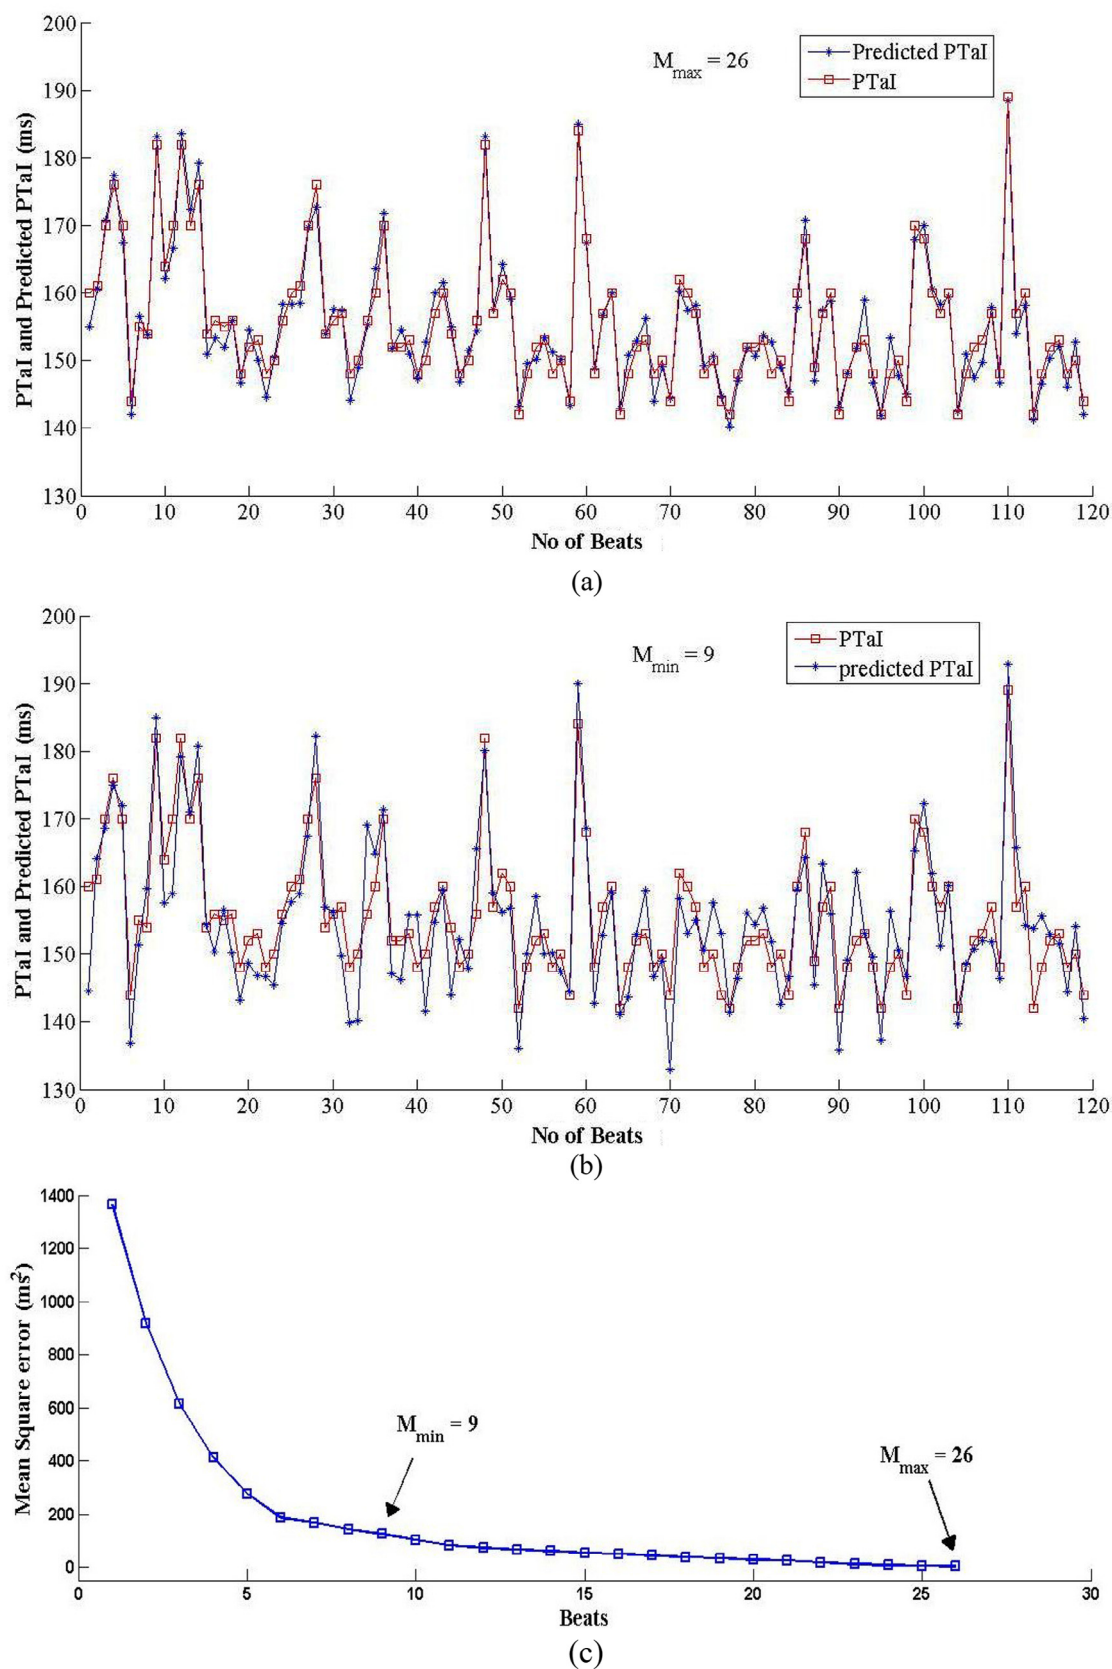 200
190
180
170
160
150
140
130
PTaI and Predicted PTaI (ms)
M_max = 26
Predicted PTaI
PTaI
0 10 20 30 40 50 60 70 80 90 100 110 120
No of Beats
(a)
200
190
180
170
160
150
140
130
PTaI and Predicted PTaI (ms)
M_min = 9
PTaI
predicted PTaI
0 10 20 30 40 50 60 70 80 90 100 110 120
No of Beats
(b)
1400
1200
1000
800
600
400
200
0
Mean Square error (ms²)
M_min = 9
M_max = 26
0 5 10 15 20 25 30
Beats
(c)